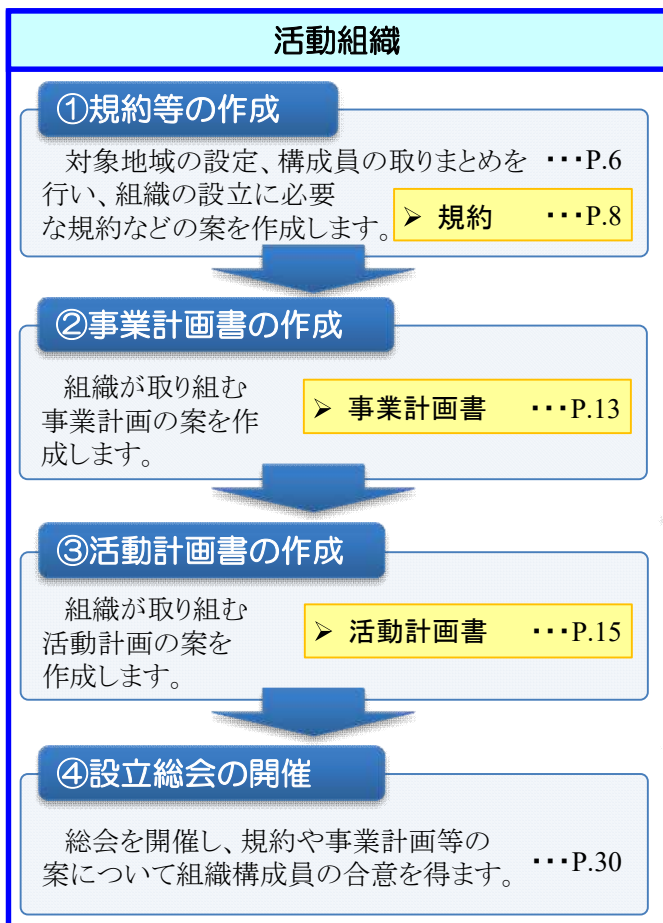 活動組織
①規約等の作成
対象地域の設定、構成員の取りまとめを ・・・P.6
行い、組織の設立に必要
な規約などの案を作成します。
➢ 規約 ・・・P.8
②事業計画書の作成
組織が取り組む
事業計画の案を作
成します。
➢ 事業計画書 ・・・P.13
③活動計画書の作成
組織が取り組む
活動計画の案を
作成します。
➢ 活動計画書 ・・・P.15
④設立総会の開催
総会を開催し、規約や事業計画等の
案について組織構成員の合意を得ます。 ・・・P.30